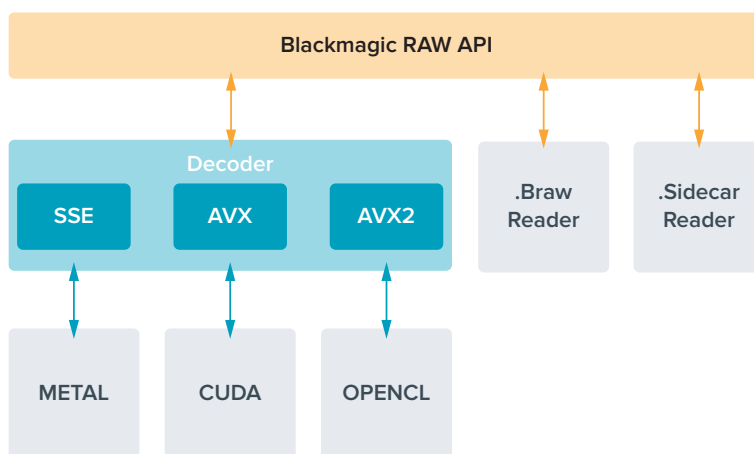 Blackmagic RAW API
Decoder
SSE
AVX
AVX2
.Braw
Reader
.Sidecar
Reader
METAL
CUDA
OPENCL